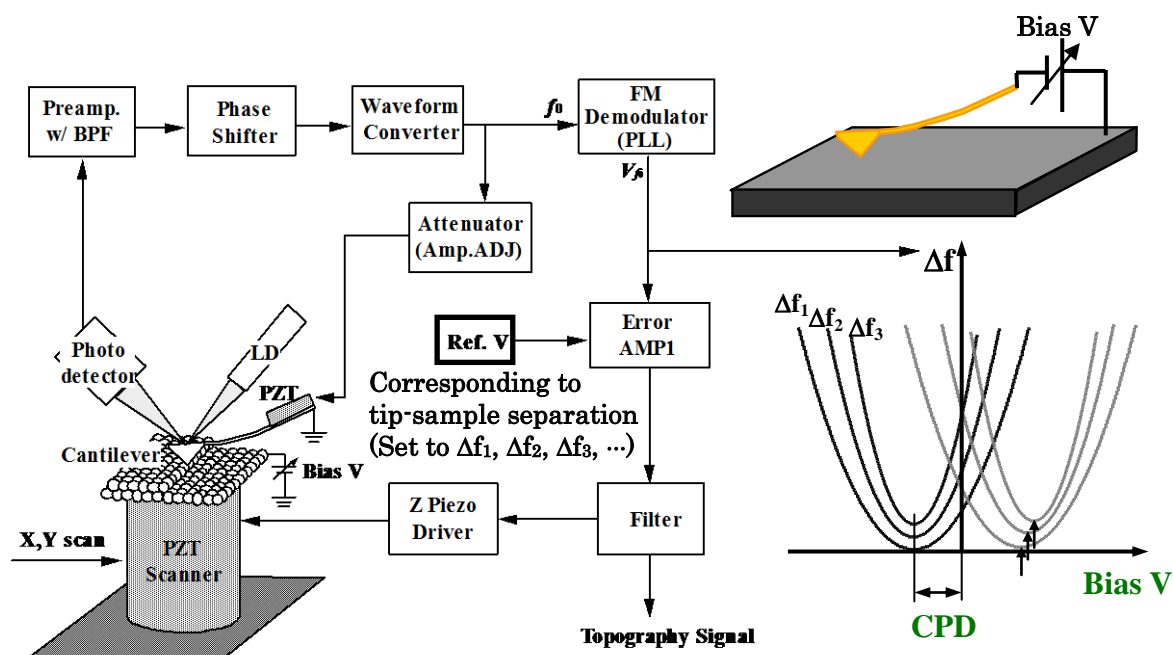 Bias V
Preamp.
w/ BPF
Phase
Shifter
Waveform
Converter
f0
FM
Demodulator
(PLL)
Vf0
Attenuator
(Amp.ADJ)
Δf
Δf1
Δf2
Δf3
Ref. V
Error
AMP1
Photo
detector
LD
PZT
Corresponding to
tip-sample separation
(Set to Δf1, Δf2, Δf3, ···)
Cantilever
Bias V
Z Piezo
Driver
Filter
X,Y scan
PZT
Scanner
Bias V
CPD
Topography Signal